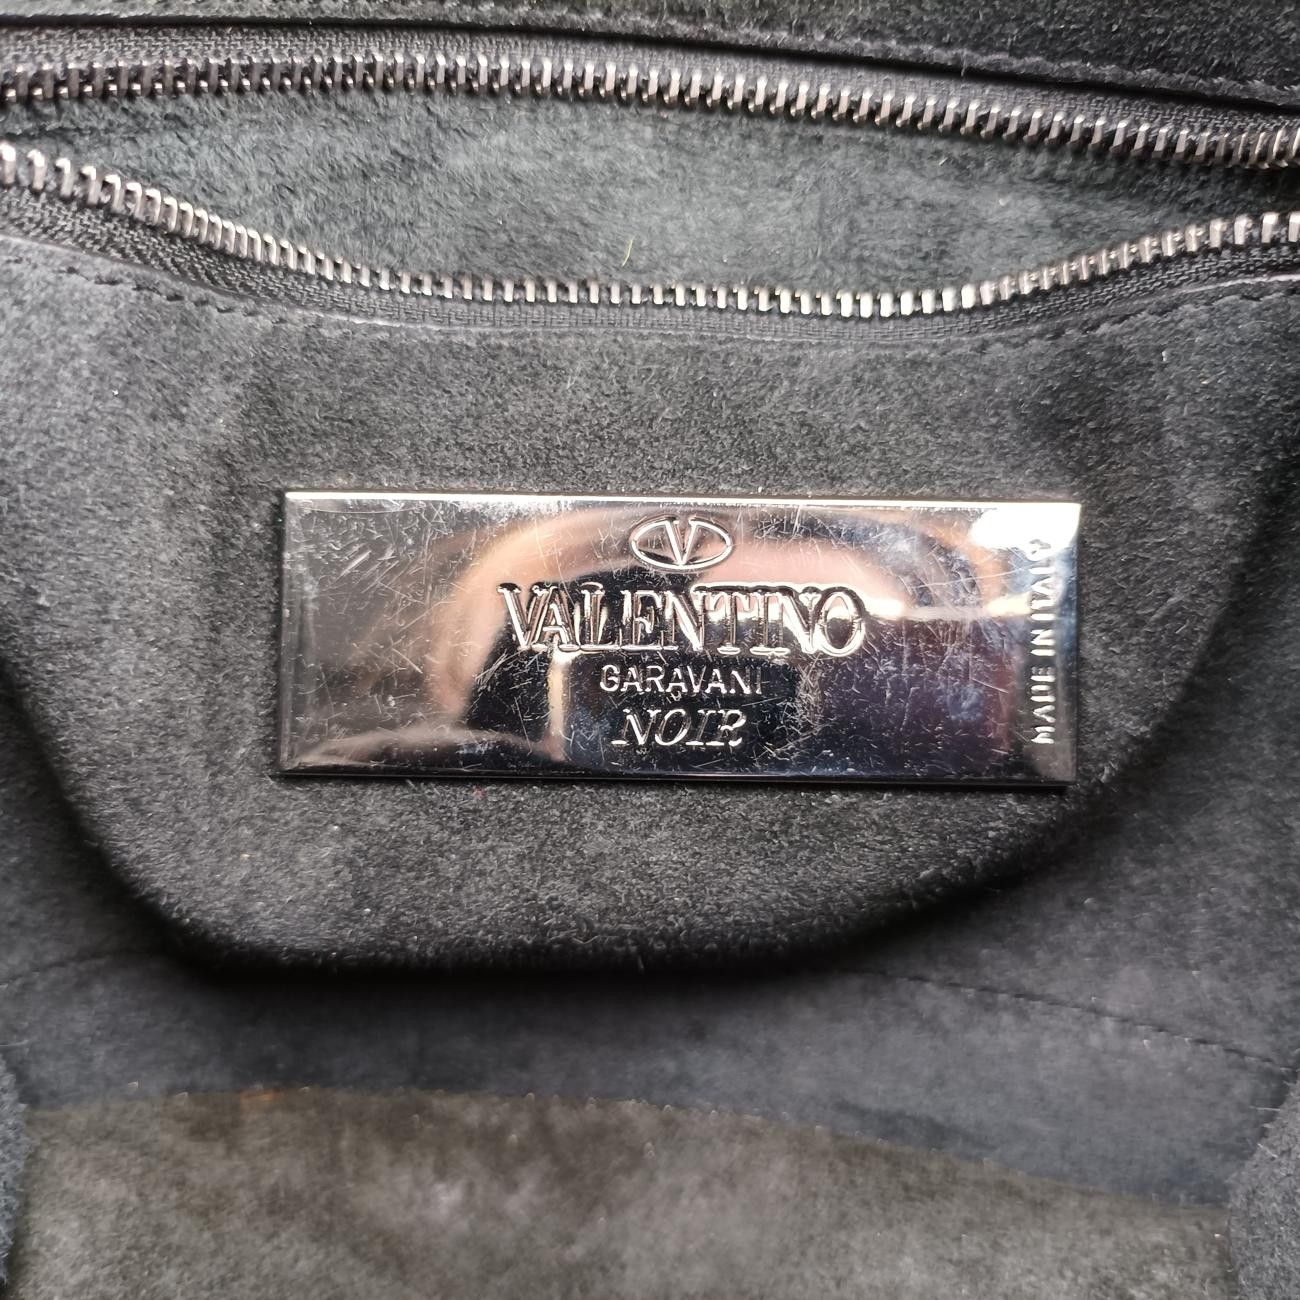 V
VALENTINO
GARAVANI
NOIR
MADE IN ITALY